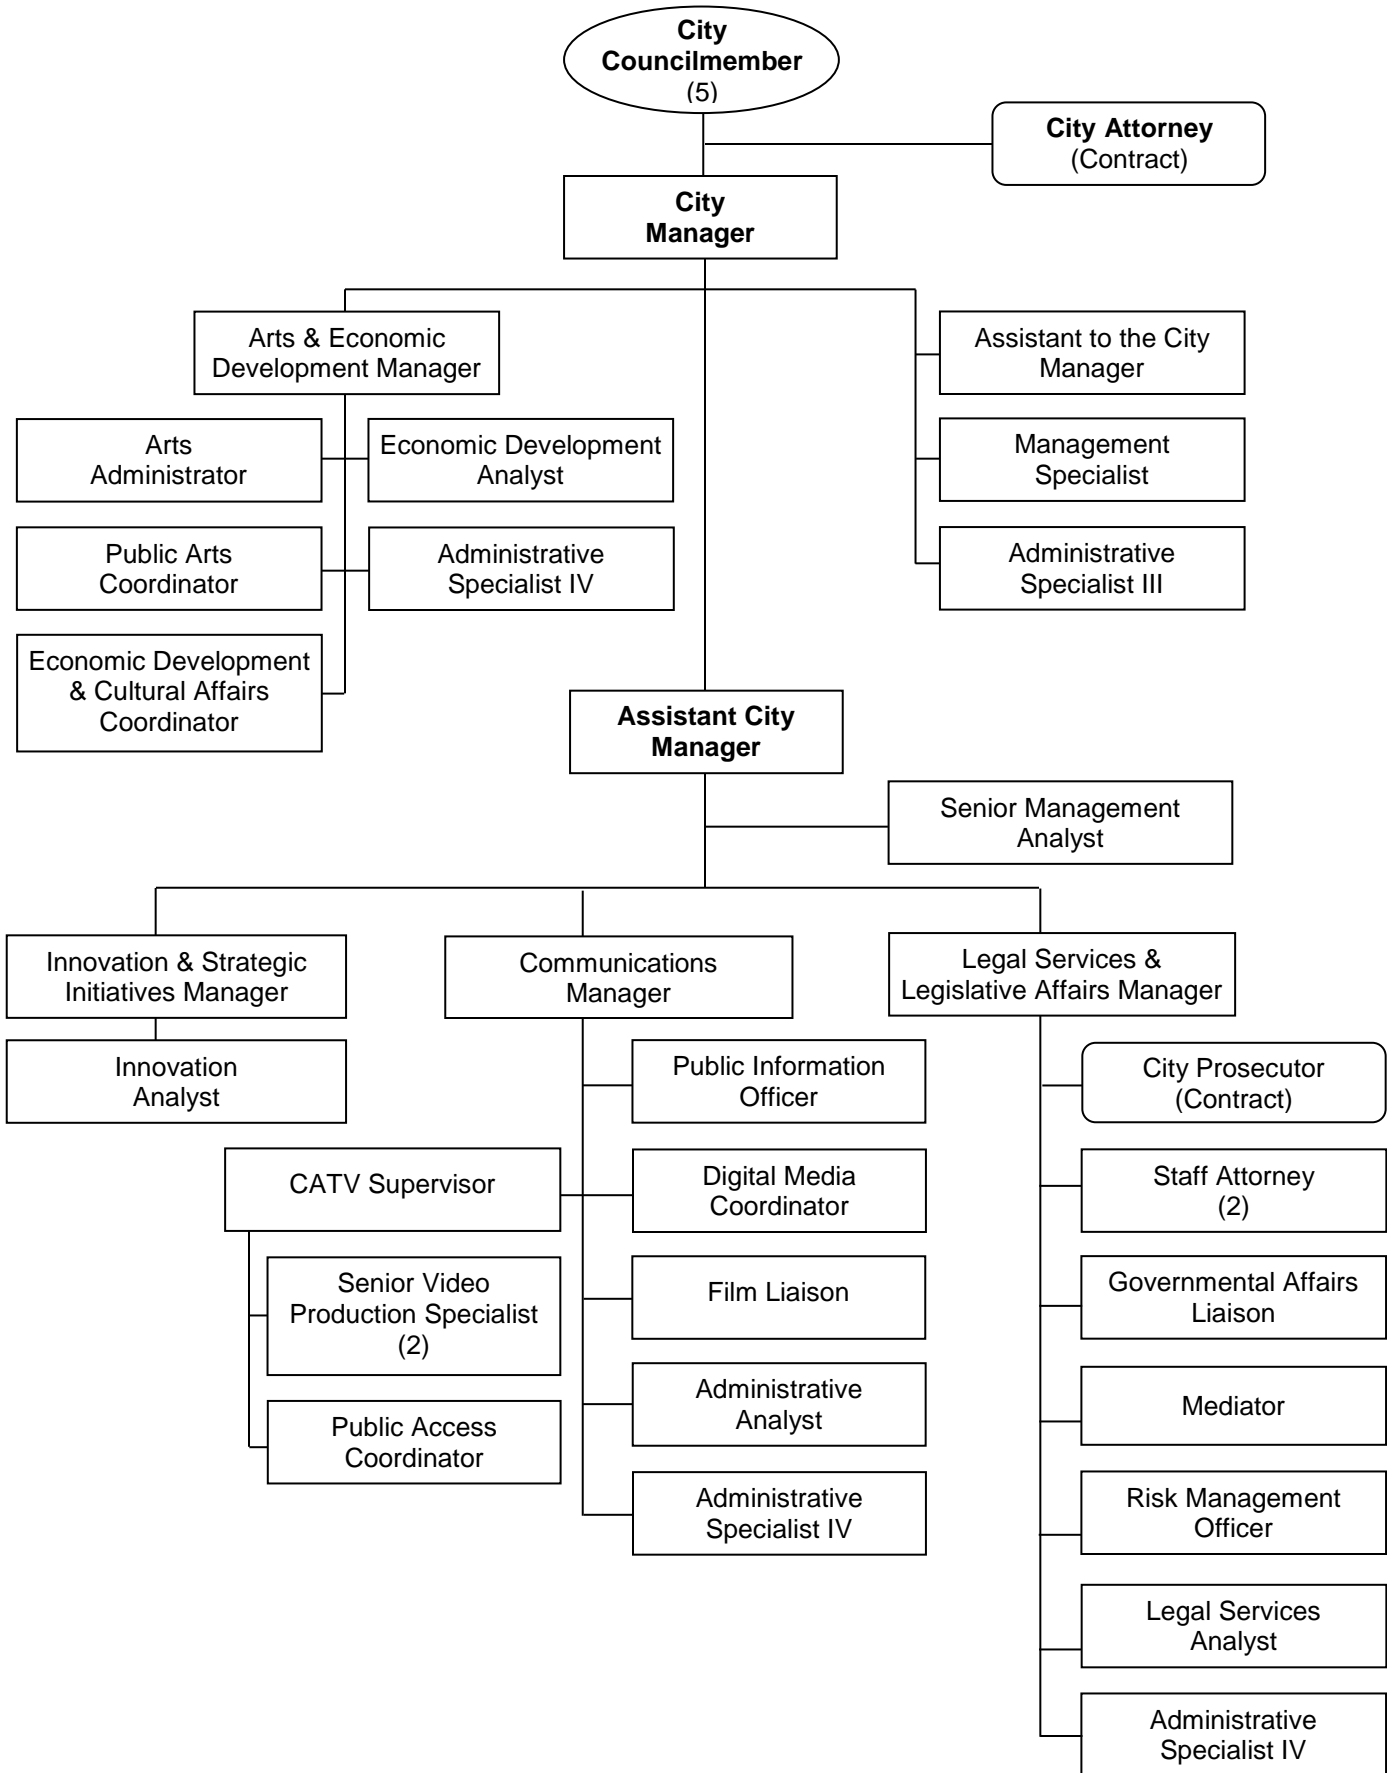 City
Councilmember
(5)
City Attorney
(Contract)
City
Manager
Arts & Economic
Development Manager
Assistant to the City
Manager
Arts
Administrator
Economic Development
Analyst
Management
Specialist
Public Arts
Coordinator
Administrative
Specialist IV
Administrative
Specialist III
Economic Development
& Cultural Affairs
Coordinator
Assistant City
Manager
Senior Management
Analyst
Innovation & Strategic
Initiatives Manager
Communications
Manager
Legal Services &
Legislative Affairs Manager
Innovation
Analyst
Public Information
Officer
City Prosecutor
(Contract)
CATV Supervisor
Digital Media
Coordinator
Staff Attorney
(2)
Senior Video
Production Specialist
(2)
Film Liaison
Governmental Affairs
Liaison
Public Access
Coordinator
Administrative
Analyst
Mediator
Administrative
Specialist IV
Risk Management
Officer
Legal Services
Analyst
Administrative
Specialist IV